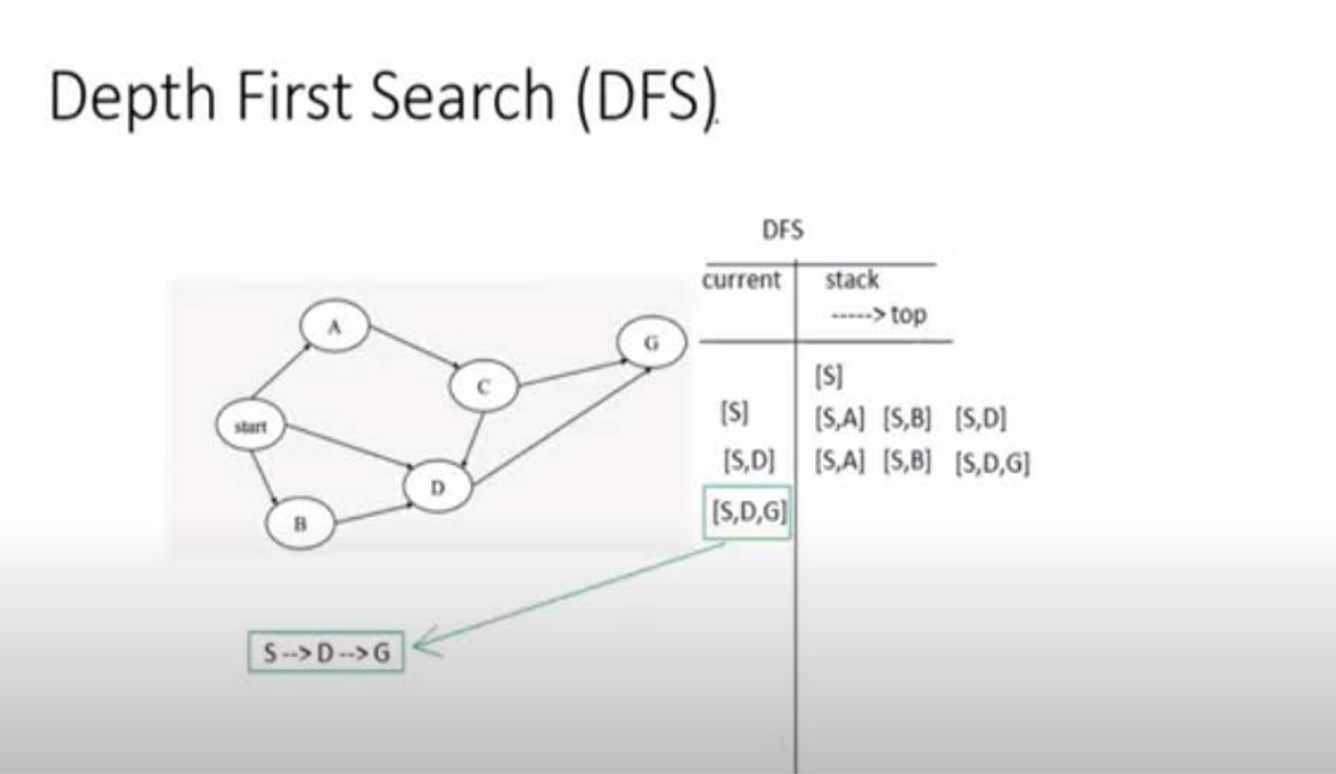 Depth First Search (DFS)
DFS
current stack
-----> top
A
G
C
start
D
B
[S]
[S] [S,A] [S,B] [S,D]
[S,D] [S,A] [S,B] [S,D,G]
[S,D,G]
S-->D-->G